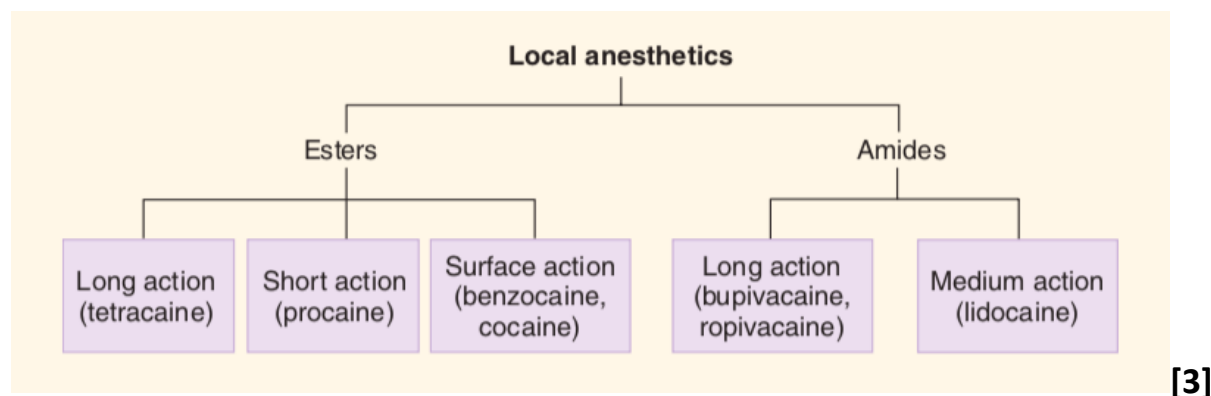 Local anesthetics
Esters
Amides
Long action
(tetracaine)
Short action
(procaine)
Surface action
(benzocaine,
cocaine)
Long action
(bupivacaine,
ropivacaine)
Medium action
(lidocaine)
[3]